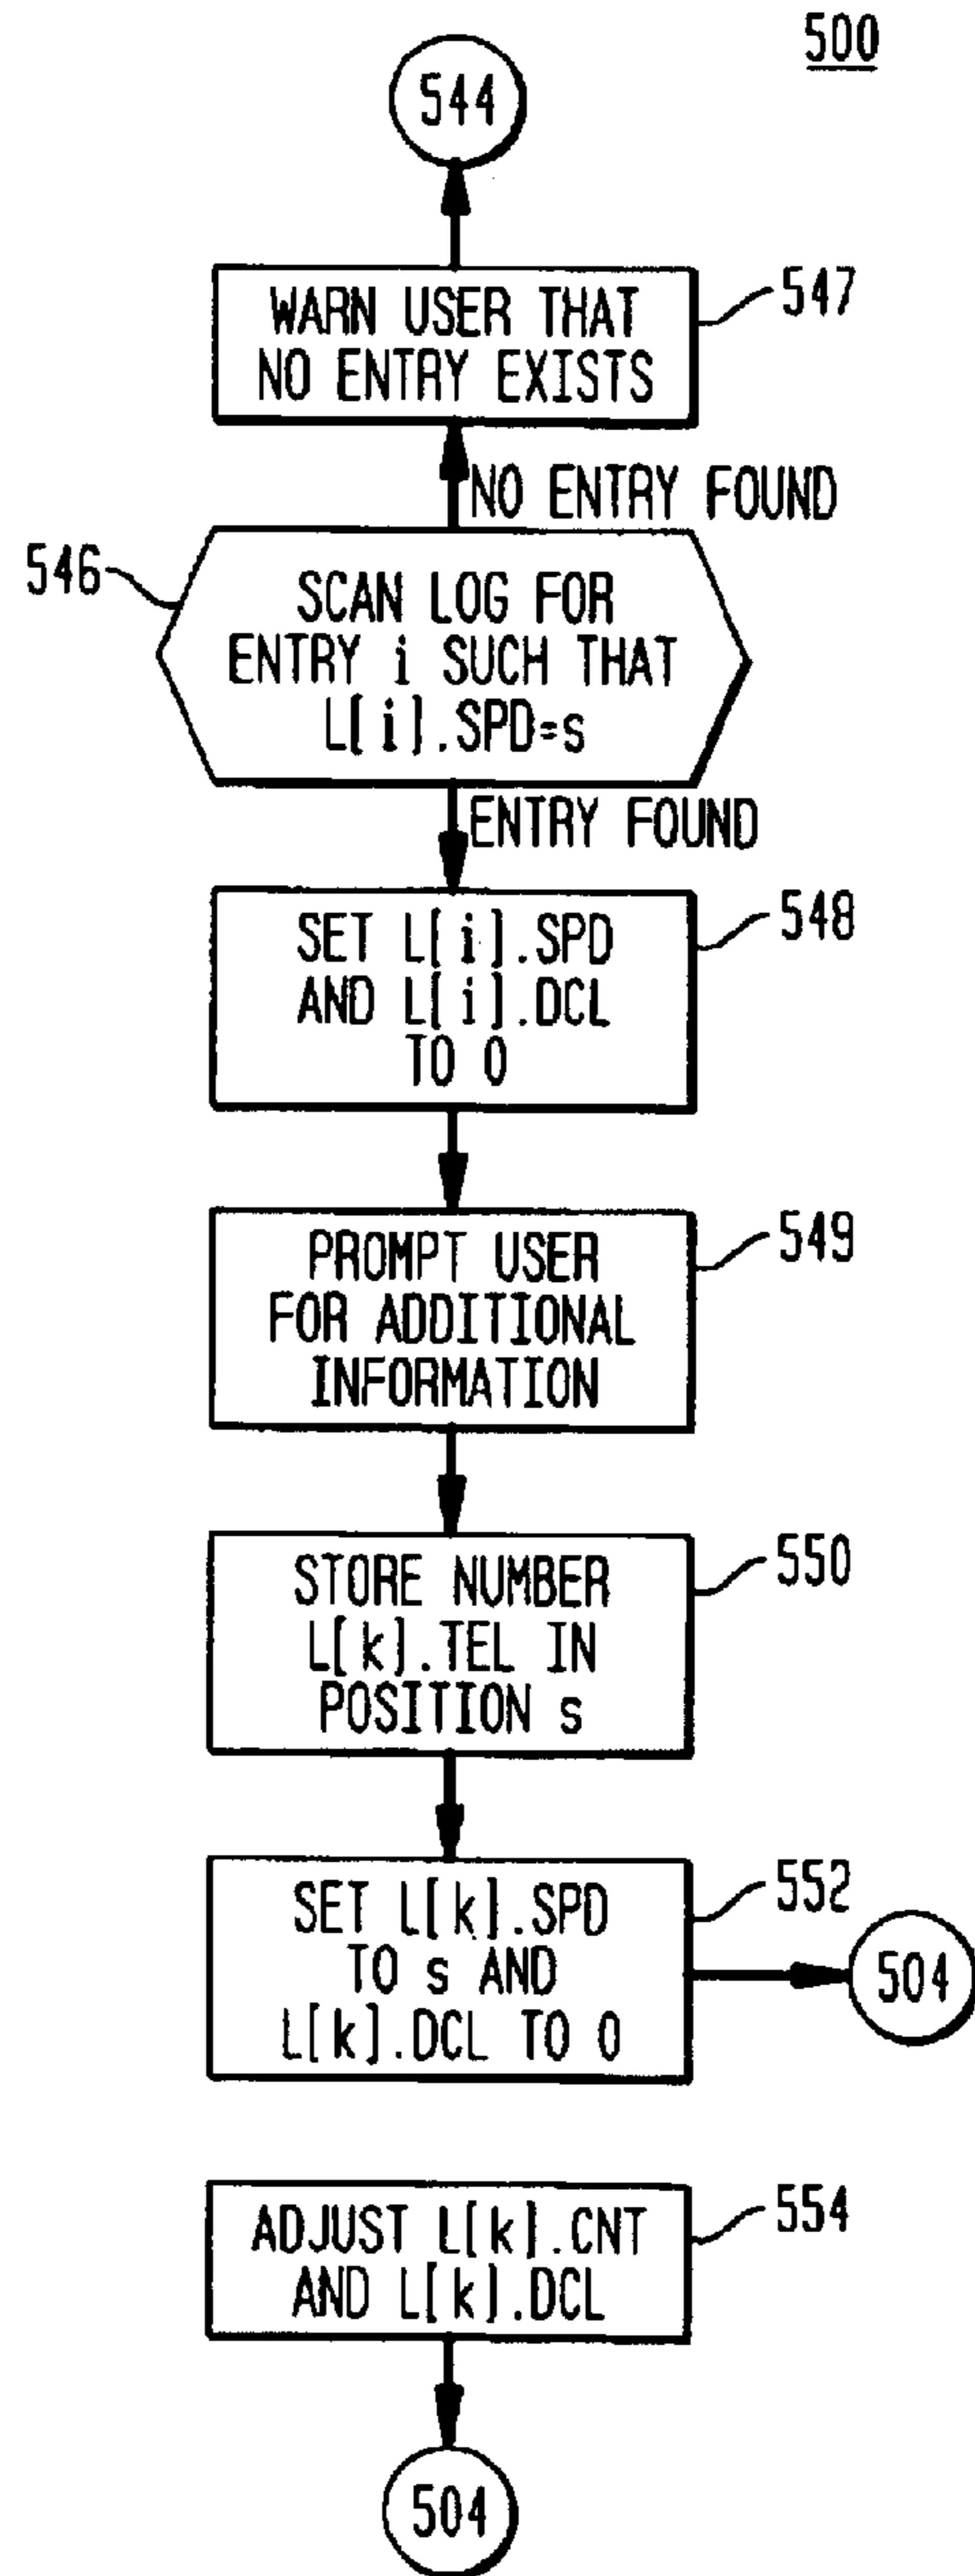 500
544
WARN USER THAT
NO ENTRY EXISTS
547
NO ENTRY FOUND
546
SCAN LOG FOR
ENTRY i SUCH THAT
L[i].SPD=s
ENTRY FOUND
SET L[i].SPD
AND L[i].DCL
TO 0
548
PROMPT USER
FOR ADDITIONAL
INFORMATION
549
STORE NUMBER
L[k].TEL IN
POSITION s
550
SET L[k].SPD
TO s AND
L[k].DCL TO 0
552
504
ADJUST L[k].CNT
AND L[k].DCL
554
504